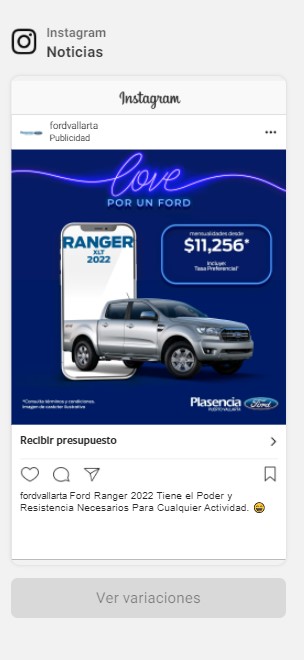 Instagram
Noticias
Instagram
fordvallarta
Publicidad
love
POR UN FORD
RANGER
XLT
2022
mensualidades desde
$11,256*
Incluye:
Tasa Preferencial*
*Consulta términos y condiciones.
Imagen de carácter ilustrativo
Plasencia Ford
PUERTO VALLARTA
Recibir presupuesto
fordvallarta Ford Ranger 2022 Tiene el Poder y
Resistencia Necesarios Para Cualquier Actividad. 😄
Ver variaciones